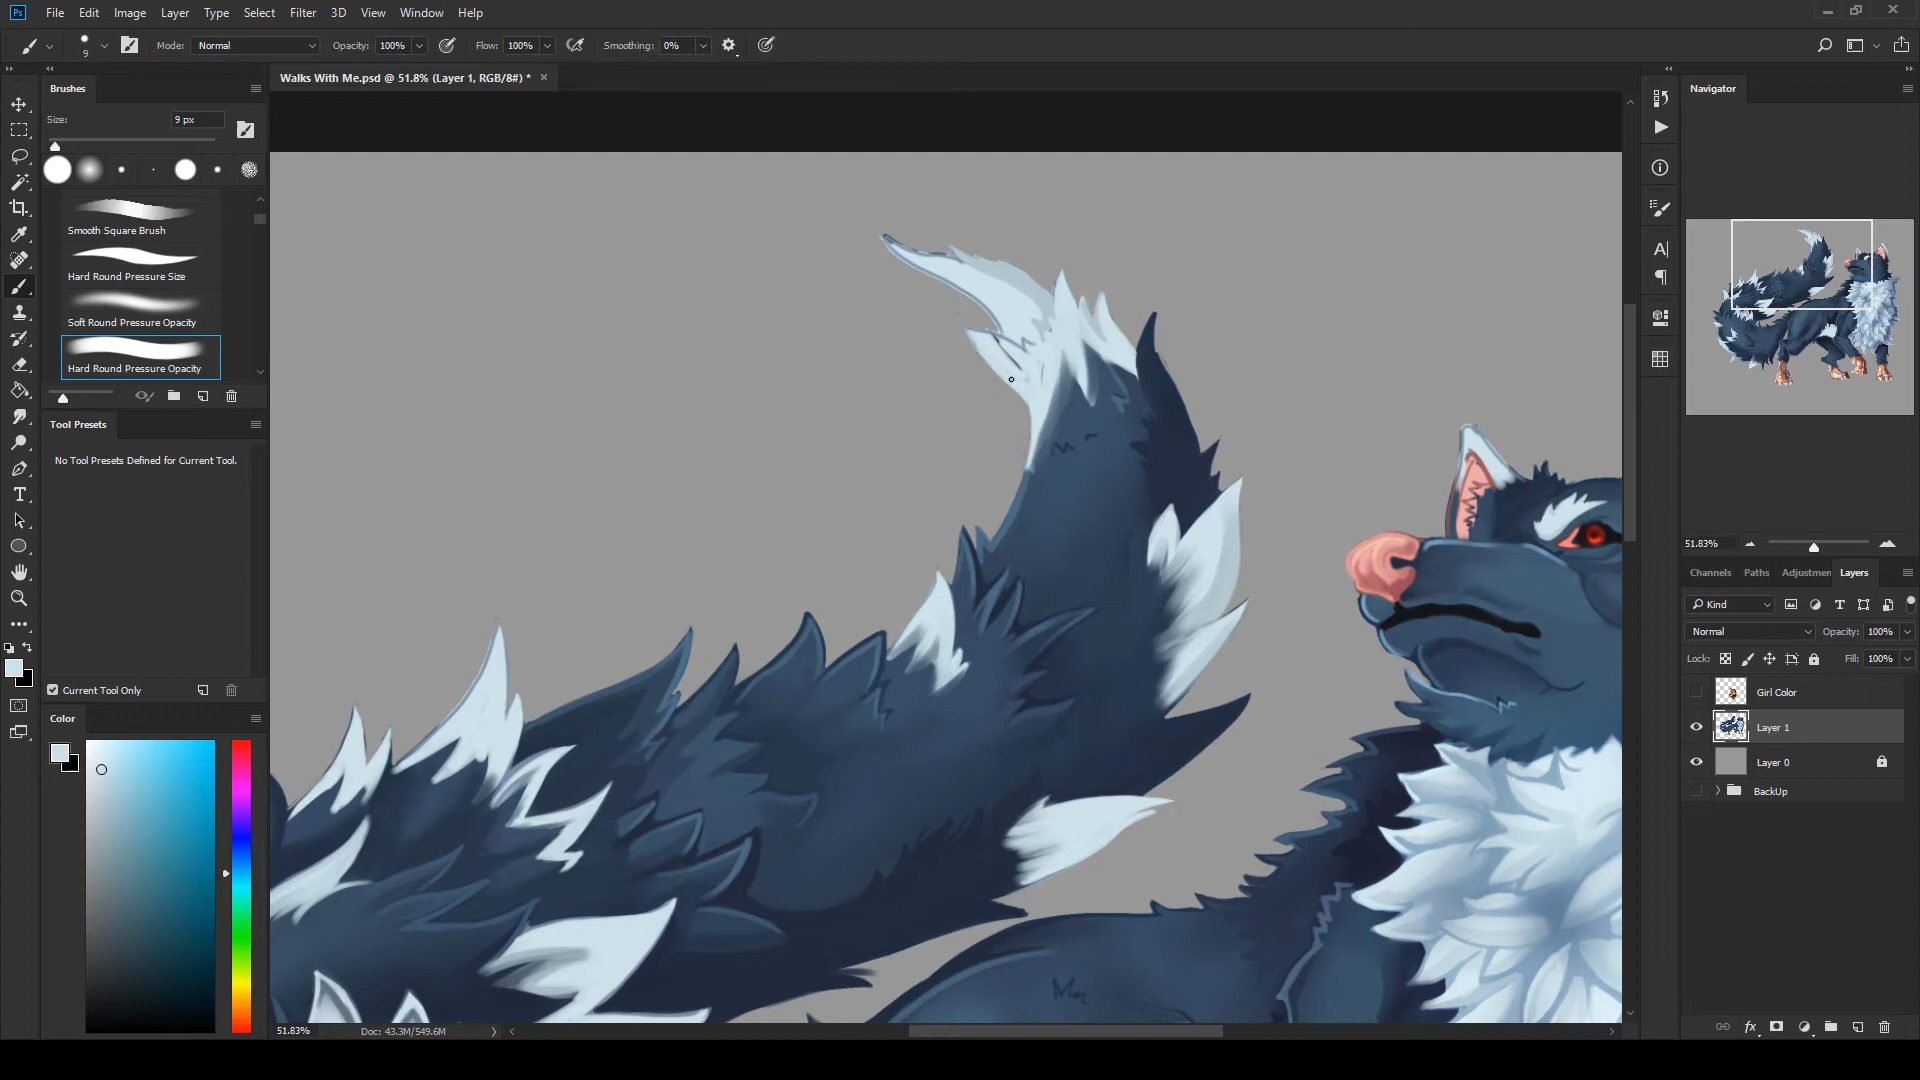 Ps File Edit Image Layer Type Select Filter 3D View Window Help
9 Mode: Normal Opacity: 100% Flow: 100% Smoothing: 0%
Brushes
Walks With Me.psd @ 51.8% (Layer 1, RGB/8#) *
Navigator
Size: 9 px
Smooth Square Brush
Hard Round Pressure Size
Soft Round Pressure Opacity
Hard Round Pressure Opacity
Tool Presets
No Tool Presets Defined for Current Tool.
51.83%
Channels Paths Adjustmen Layers
Kind
Normal Opacity: 100%
Lock: Fill: 100%
Current Tool Only
Girl Color
Color
Layer 1
Layer 0
BackUp
51.83% Doc: 43.3M/549.6M